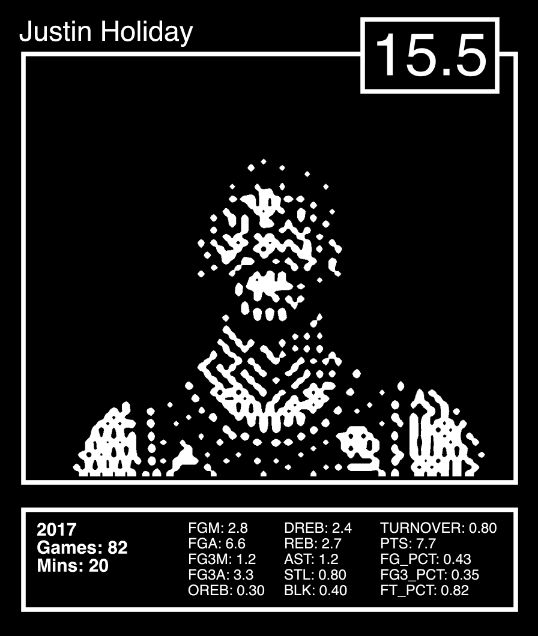 Justin Holiday
15.5
2017
Games: 82
Mins: 20
FGM: 2.8
FGA: 6.6
FG3M: 1.2
FG3A: 3.3
OREB: 0.30
DREB: 2.4
REB: 2.7
AST: 1.2
STL: 0.80
BLK: 0.40
TURNOVER: 0.80
PTS: 7.7
FG_PCT: 0.43
FG3_PCT: 0.35
FT_PCT: 0.82